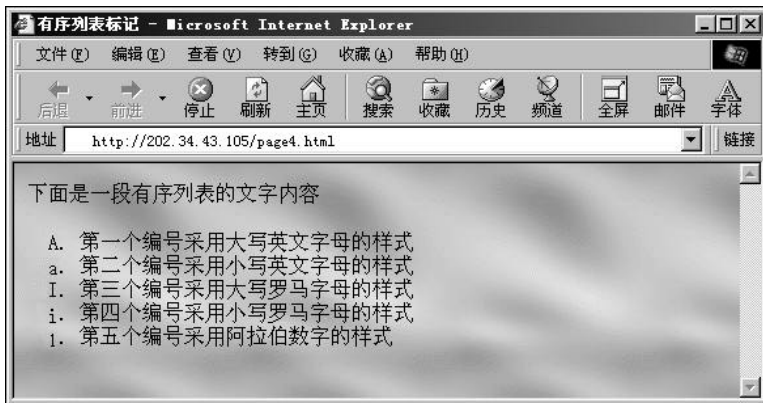 有序列表标记 - Microsoft Internet Explorer
文件(F) 编辑(E) 查看(V) 转到(G) 收藏(A) 帮助(H)
后退 前进 停止 刷新 主页 搜索 收藏 历史 频道 全屏 邮件 字体
地址 http://202.34.43.105/page4.html 链接
下面是一段有序列表的文字内容
A. 第一个编号采用大写英文字母的样式
a. 第二个编号采用小写英文字母的样式
I. 第三个编号采用大写罗马字母的样式
i. 第四个编号采用小写罗马字母的样式
1. 第五个编号采用阿拉伯数字的样式